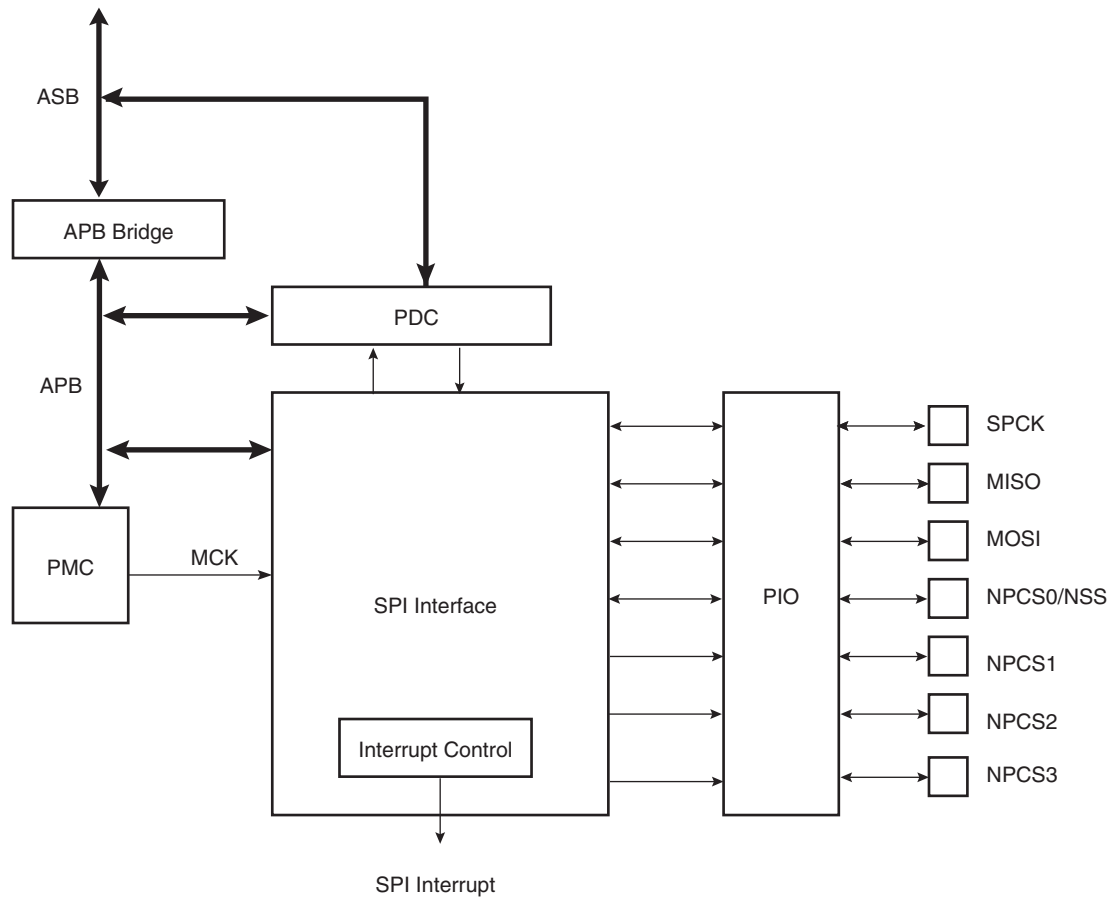 ASB
APB Bridge
PDC
APB
SPCK
MISO
MOSI
PMC
MCK
SPI Interface
PIO
NPCS0/NSS
NPCS1
NPCS2
Interrupt Control
NPCS3
SPI Interrupt